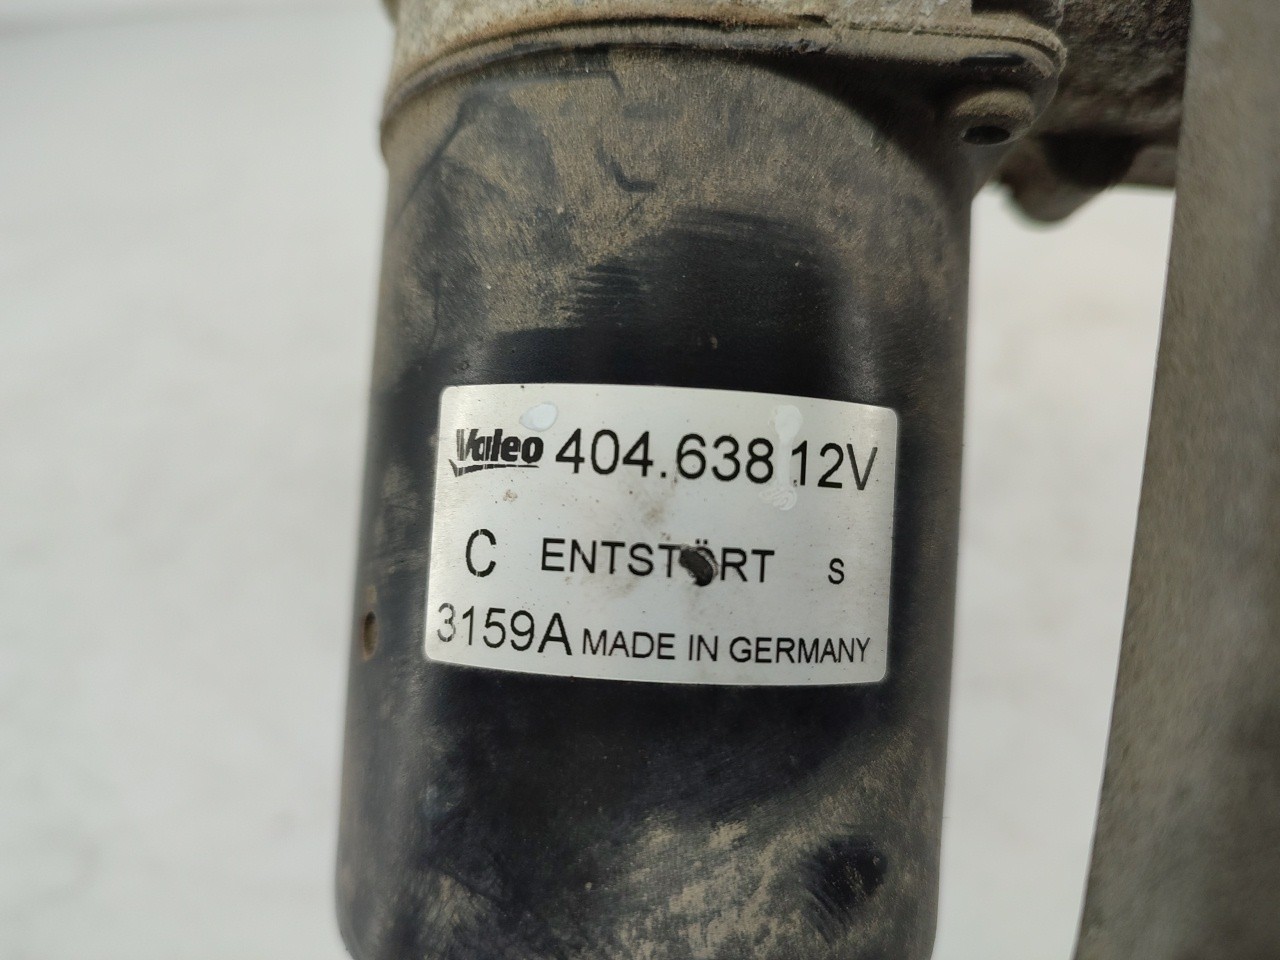 Valeo 404.638 12V
C ENTSTÖRT S
3159A MADE IN GERMANY